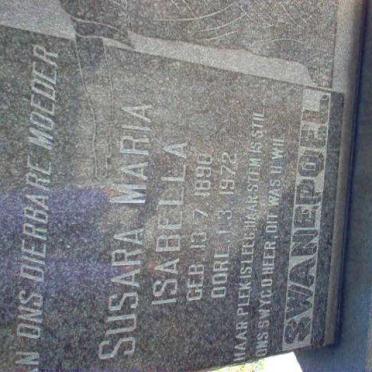 AN ONS DIERBARE MOEDER
SUSARA MARIA
ISABELLA
GEB. 13.7.1890
OORL. 1.3.1972
HAAR PLEK IS LEEG HAAR STEM IS STIL
ONS SWYG O HEER, DIT WAS U WIL
SWANEPOEL